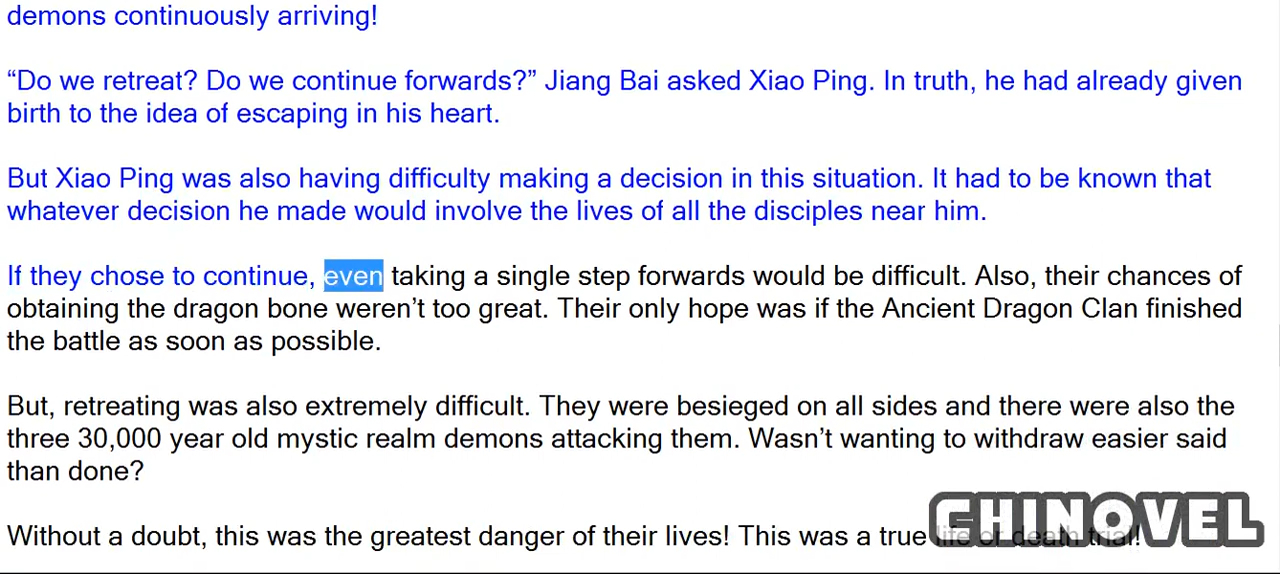 demons continuously arriving!
“Do we retreat? Do we continue forwards?” Jiang Bai asked Xiao Ping. In truth, he had already given
birth to the idea of escaping in his heart.
But Xiao Ping was also having difficulty making a decision in this situation. It had to be known that
whatever decision he made would involve the lives of all the disciples near him.
If they chose to continue, even taking a single step forwards would be difficult. Also, their chances of
obtaining the dragon bone weren’t too great. Their only hope was if the Ancient Dragon Clan finished
the battle as soon as possible.
But, retreating was also extremely difficult. They were besieged on all sides and there were also the
three 30,000 year old mystic realm demons attacking them. Wasn’t wanting to withdraw easier said
than done?
Without a doubt, this was the greatest danger of their lives! This was a true life or death trial!
CHINOVEL